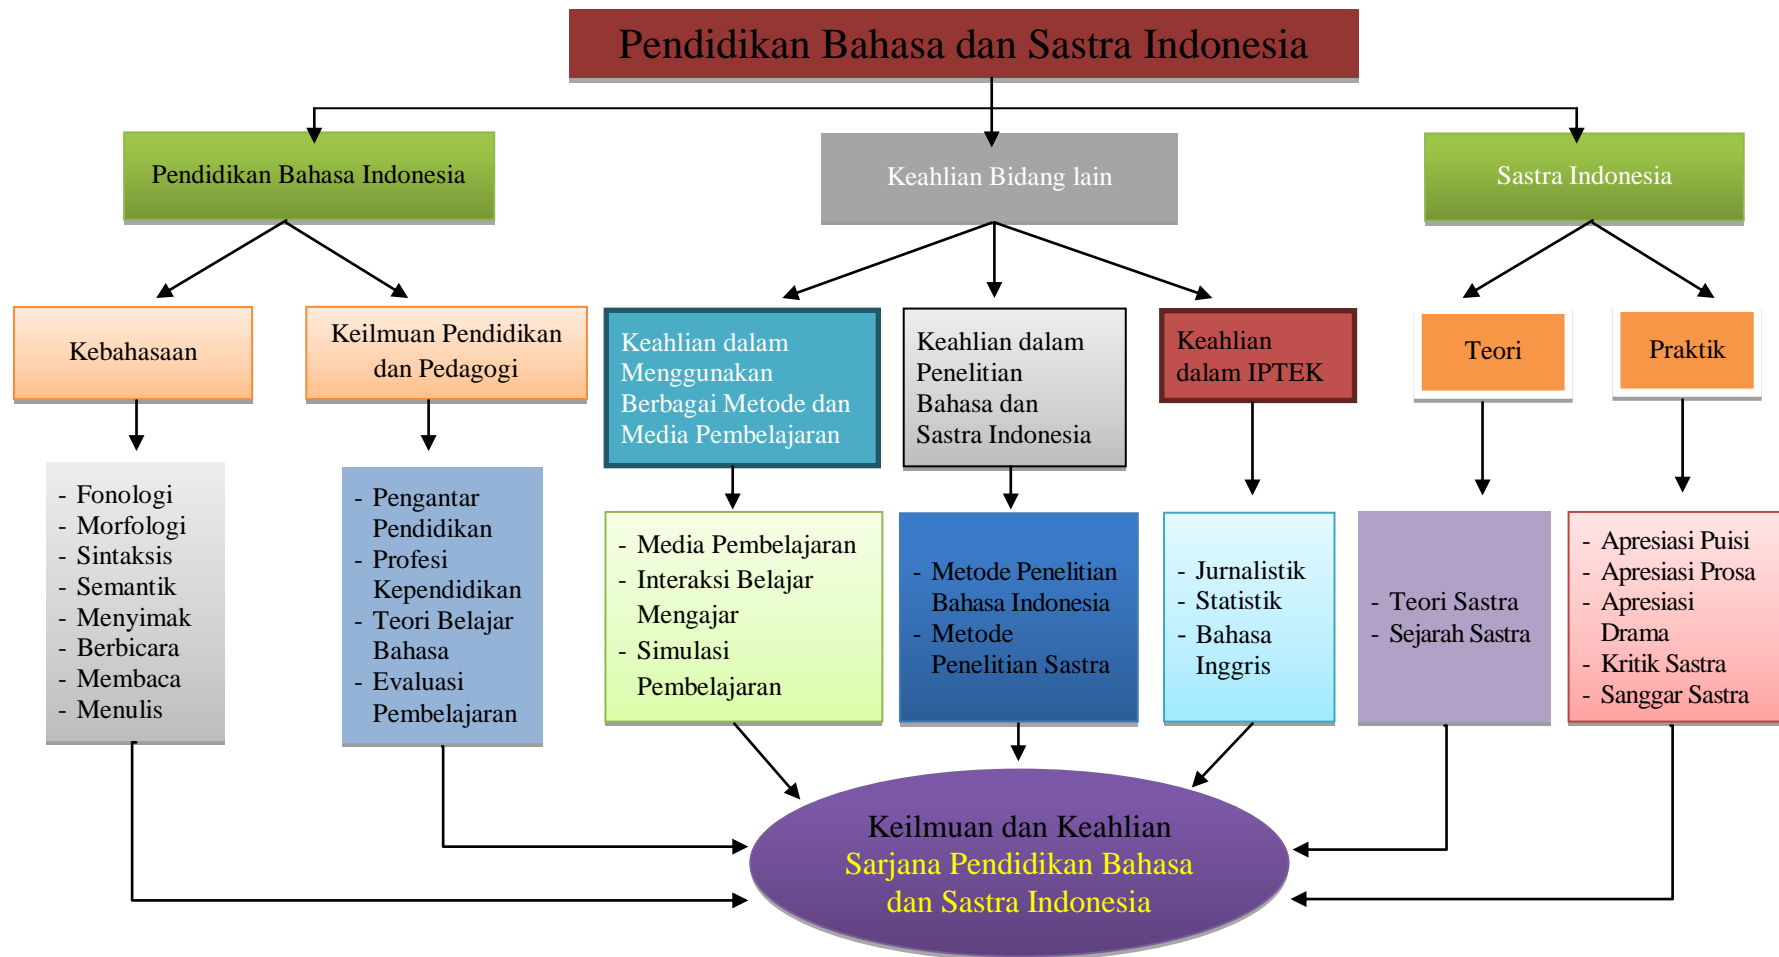 Pendidikan Bahasa dan Sastra Indonesia
Pendidikan Bahasa Indonesia
Keahlian Bidang lain
Sastra Indonesia
Kebahasaan
Keilmuan Pendidikan
dan Pedagogi
Keahlian dalam
Menggunakan
Berbagai Metode dan
Media Pembelajaran
Keahlian dalam
Penelitian
Bahasa dan
Sastra Indonesia
Keahlian
dalam IPTEK
Teori
Praktik
- Fonologi
- Morfologi
- Sintaksis
- Semantik
- Menyimak
- Berbicara
- Membaca
- Menulis
- Pengantar
Pendidikan
- Profesi
Kependidikan
- Teori Belajar
Bahasa
- Evaluasi
Pembelajaran
- Media Pembelajaran
- Interaksi Belajar
Mengajar
- Simulasi
Pembelajaran
- Metode Penelitian
Bahasa Indonesia
- Metode
Penelitian Sastra
- Jurnalistik
- Statistik
- Bahasa
Inggris
- Teori Sastra
- Sejarah Sastra
- Apresiasi Puisi
- Apresiasi Prosa
- Apresiasi
Drama
- Kritik Sastra
- Sanggar Sastra
Keilmuan dan Keahlian
Sarjana Pendidikan Bahasa
dan Sastra Indonesia